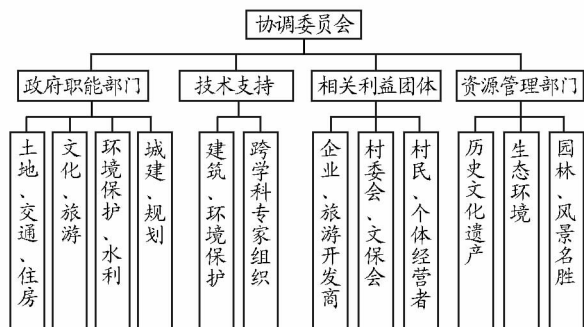 协调委员会
政府职能部门
技术支持
相关利益团体
资源管理部门
土地、交通、住房
文化、旅游
环境保护、水利
城建、规划
建筑、环境保护
跨学科专家组织
企业、旅游开发商
村委会、文保会
村民、个体经营者
历史文化遗产
生态环境
园林、风景名胜